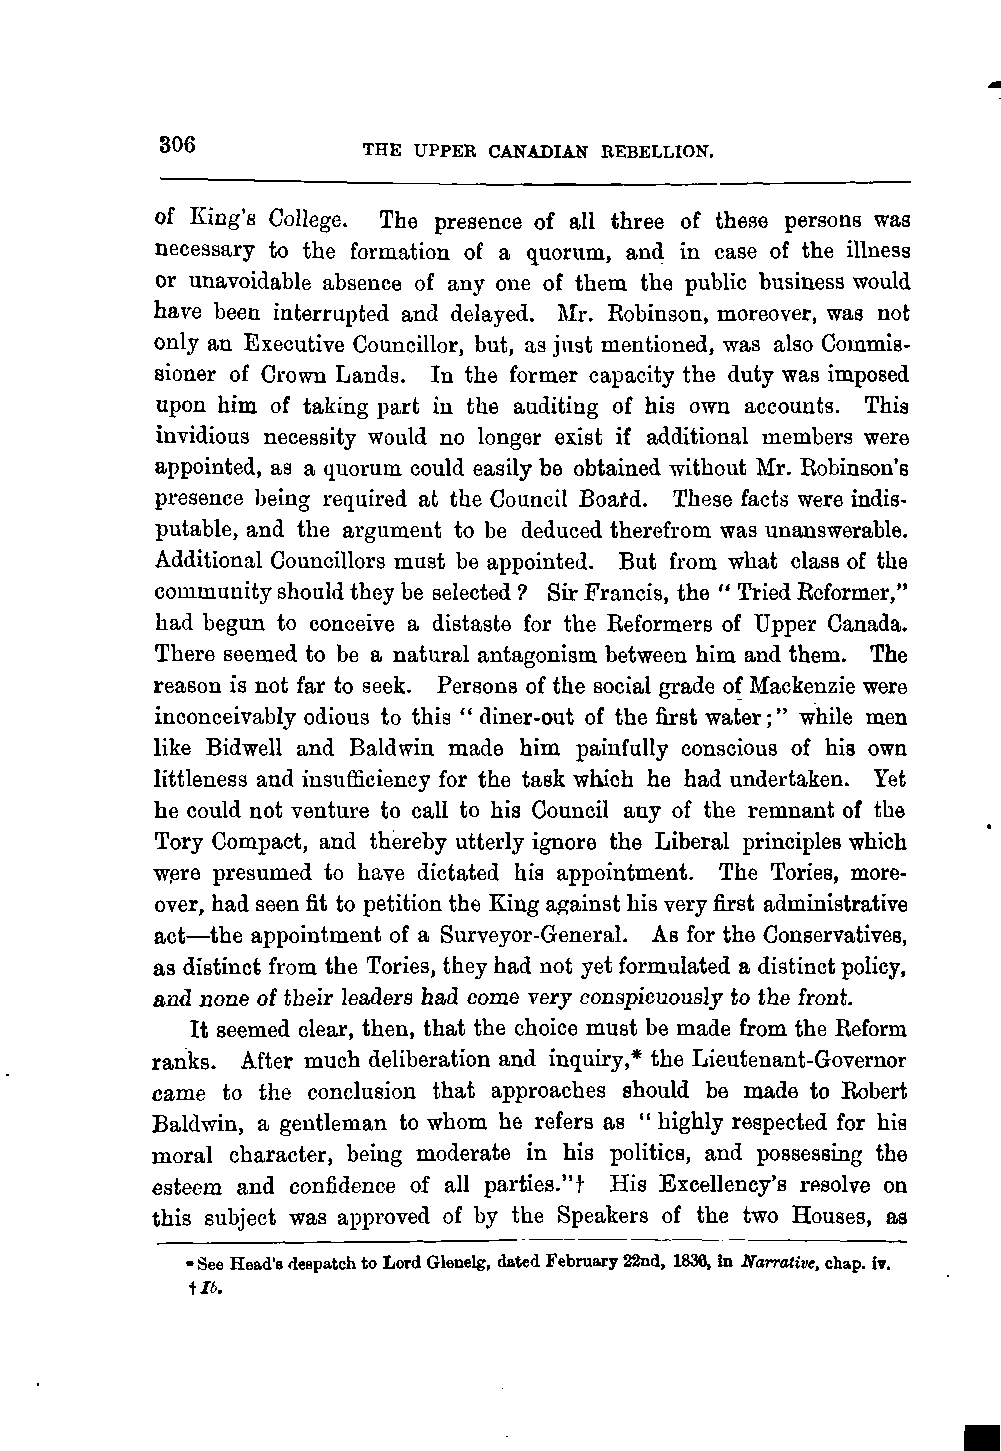 306
THE UPPER CANADIAN REBELLION.
of King's College. The presence of all three of these persons was
necessary to the formation of a quorum, and in case of the illness
or unavoidable absence of any one of them the public business would
have been interrupted and delayed. Mr. Robinson, moreover, was not
only an Executive Councillor, but, as just mentioned, was also Commis-
sioner of Crown Lands. In the former capacity the duty was imposed
upon him of taking part in the auditing of his own accounts. This
invidious necessity would no longer exist if additional members were
appointed, as a quorum could easily be obtained without Mr. Robinson's
presence being required at the Council Board. These facts were indis-
putable, and the argument to be deduced therefrom was unanswerable.
Additional Councillors must be appointed. But from what class of the
community should they be selected? Sir Francis, the "Tried Reformer,"
had begun to conceive a distaste for the Reformers of Upper Canada.
There seemed to be a natural antagonism between him and them. The
reason is not far to seek. Persons of the social grade of Mackenzie were
inconceivably odious to this "diner-out of the first water;" while men
like Bidwell and Baldwin made him painfully conscious of his own
littleness and insufficiency for the task which he had undertaken. Yet
he could not venture to call to his Council any of the remnant of the
Tory Compact, and thereby utterly ignore the Liberal principles which
were presumed to have dictated his appointment. The Tories, more-
over, had seen fit to petition the King against his very first administrative
act—the appointment of a Surveyor-General. As for the Conservatives,
as distinct from the Tories, they had not yet formulated a distinct policy,
and none of their leaders had come very conspicuously to the front.
It seemed clear, then, that the choice must be made from the Reform
ranks. After much deliberation and inquiry,* the Lieutenant-Governor
came to the conclusion that approaches should be made to Robert
Baldwin, a gentleman to whom he refers as "highly respected for his
moral character, being moderate in his politics, and possessing the
esteem and confidence of all parties."† His Excellency's resolve on
this subject was approved of by the Speakers of the two Houses, as
* See Head's despatch to Lord Glenelg, dated February 22nd, 1836, in Narrative, chap. iv.
† Ib.